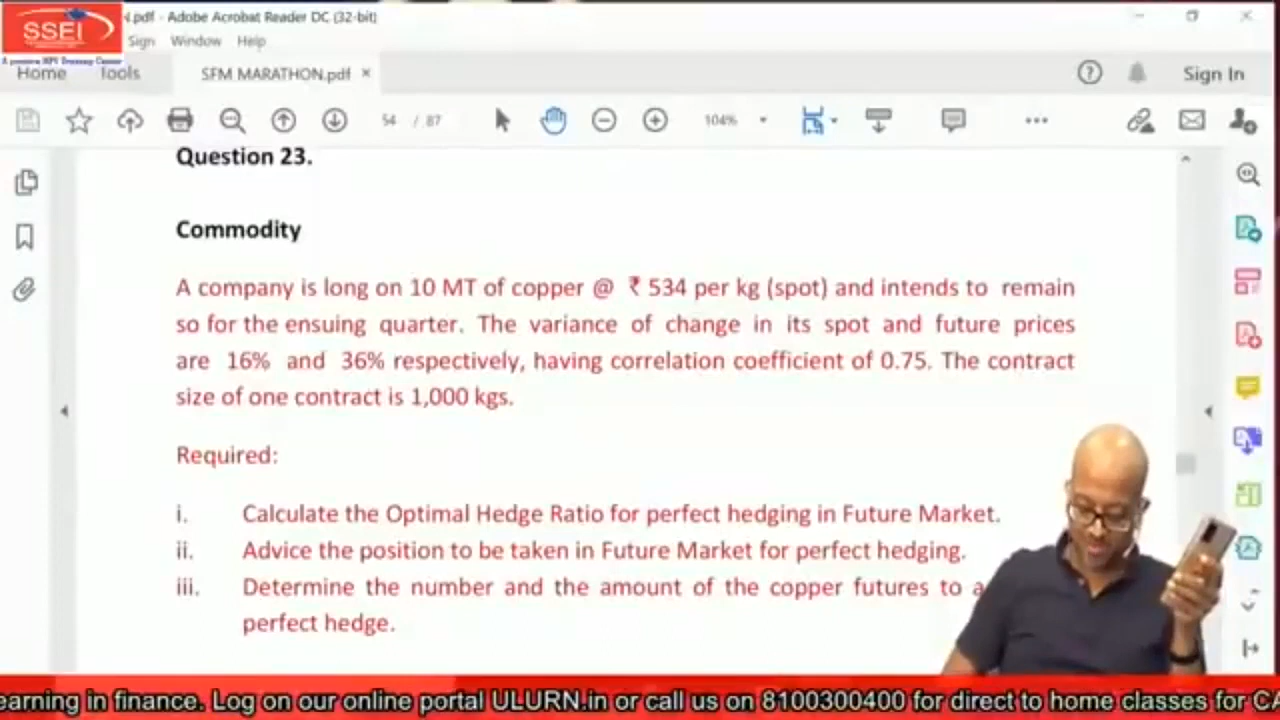 SSEI
.pdf - Adobe Acrobat Reader DC (32-bit)
Sign Window Help
Home Tools SFM MARATHON.pdf × Sign In
54 / 87 104%
Question 23.
Commodity
A company is long on 10 MT of copper @ ₹ 534 per kg (spot) and intends to remain
so for the ensuing quarter. The variance of change in its spot and future prices
are 16% and 36% respectively, having correlation coefficient of 0.75. The contract
size of one contract is 1,000 kgs.
Required:
i. Calculate the Optimal Hedge Ratio for perfect hedging in Future Market.
ii. Advice the position to be taken in Future Market for perfect hedging.
iii. Determine the number and the amount of the copper futures to a
perfect hedge.
earning in finance. Log on our online portal ULURN.in or call us on 8100300400 for direct to home classes for CA